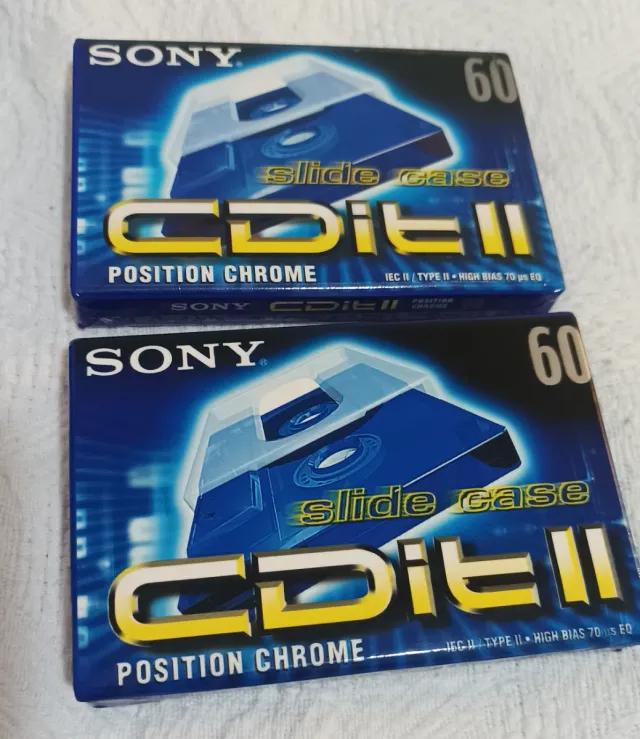 SONY
60
slide case
CDit II
POSITION CHROME
IEC II / TYPE II • HIGH BIAS 70 µs EQ
SONY CDit II POSITION CHROME
SONY®
60
slide case
CDit II
POSITION CHROME
IEC II / TYPE II • HIGH BIAS 70 µs EQ